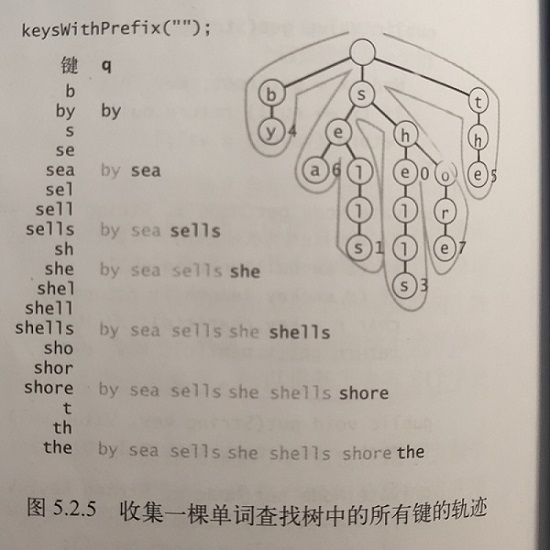 keysWithPrefix("");
键 q
b
by by
s
se
sea by sea
sel
sell
sells by sea sells
sh
she by sea sells she
shel
shell
shells by sea sells she shells
sho
shor
shore by sea sells she shells shore
t
th
the by sea sells she shells shore the
b s t
y 4 e h h
a 6 l e 0 o e 5
l l r
s 1 l e 7
s 3
图 5.2.5 收集一棵单词查找树中的所有键的轨迹